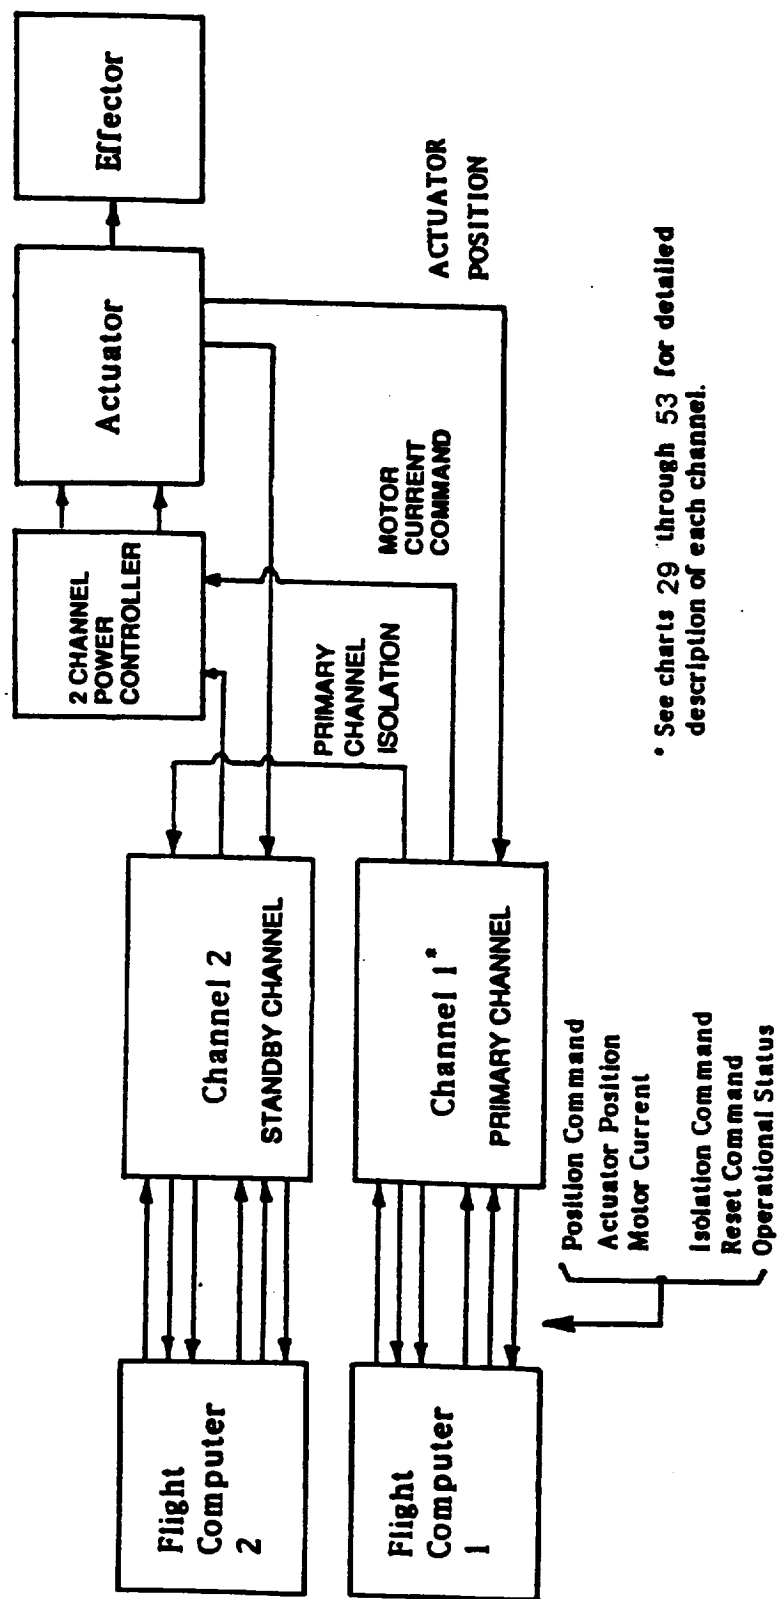 Flight
Computer
2
Flight
Computer
1
Channel 2
STANDBY CHANNEL
Channel 1*
PRIMARY CHANNEL
2 CHANNEL
POWER
CONTROLLER
Actuator
Effector
PRIMARY
CHANNEL
ISOLATION
MOTOR
CURRENT
COMMAND
ACTUATOR
POSITION
Position Command
Actuator Position
Motor Current
Isolation Command
Reset Command
Operational Status
* See charts 29 through 53 for detailed
description of each channel.